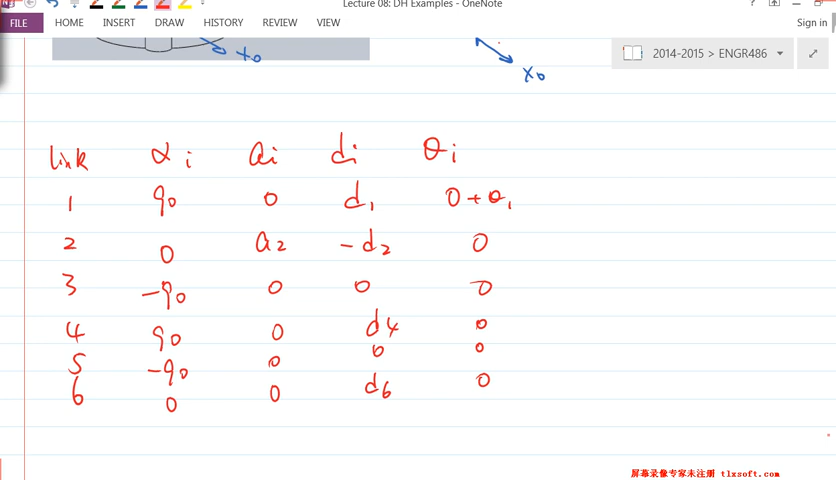 Lecture 08: DH Examples - OneNote
FILE HOME INSERT DRAW HISTORY REVIEW VIEW Sign in
2014-2015 > ENGR486
x₀ x₀
link αi ai di θi
1 90 0 d₁ 0+θ₁
2 0 a₂ -d₂ 0
3 -90 0 0 0
4 90 0 d4 0
5 -90 0 0 0
6 0 0 d6 0
屏幕录像专家未注册 tlxsoft.com